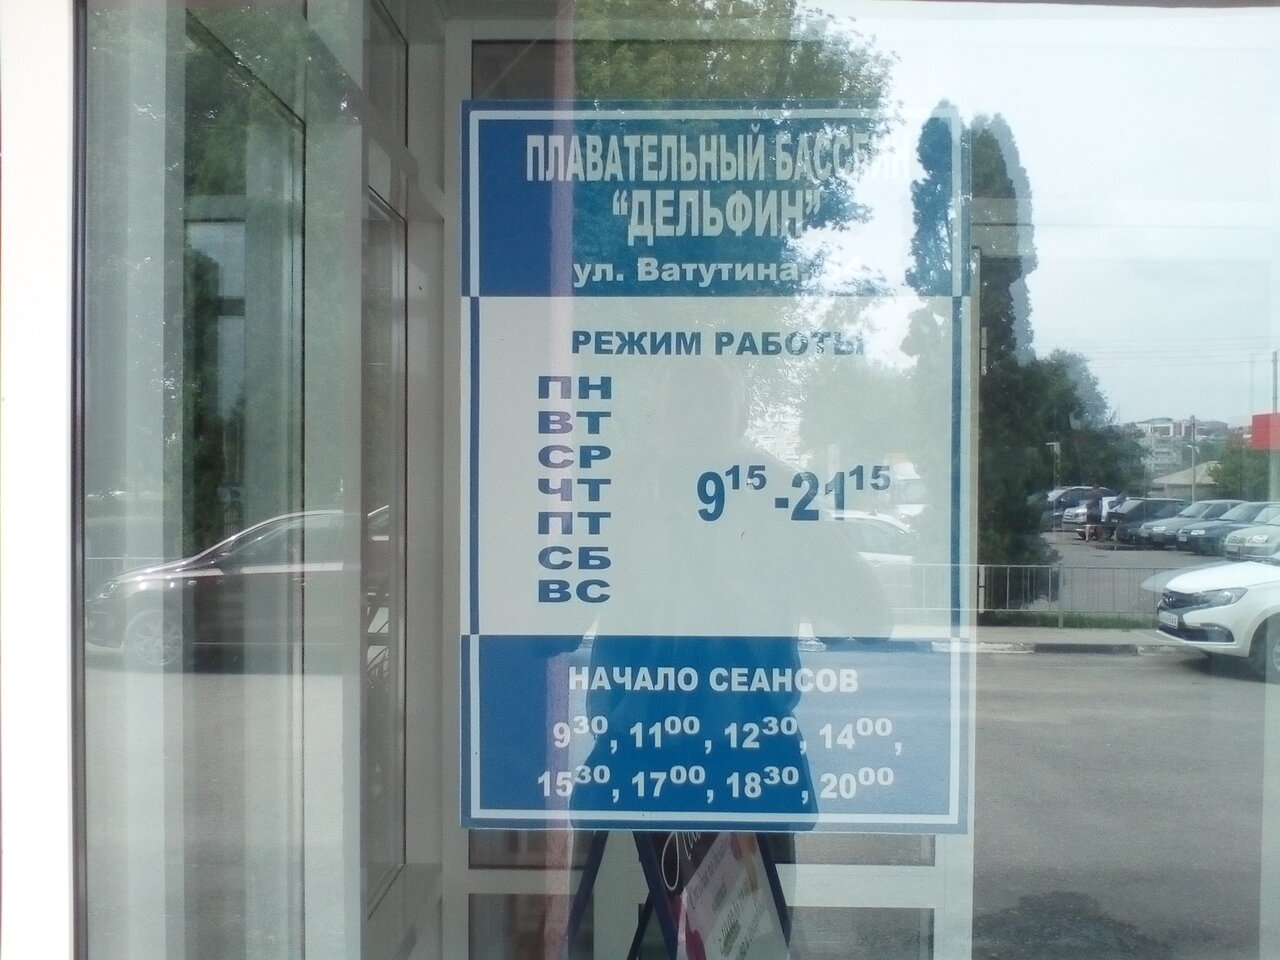 ПЛАВАТЕЛЬНЫЙ БАССЕЙН
“ДЕЛЬФИН”
ул. Ватутина,
РЕЖИМ РАБОТЫ
ПН
ВТ
СР
ЧТ
ПТ
СБ
ВС
9¹⁵-21¹⁵
НАЧАЛО СЕАНСОВ
9³⁰, 11⁰⁰, 12³⁰, 14⁰⁰,
15³⁰, 17⁰⁰, 18³⁰, 20⁰⁰